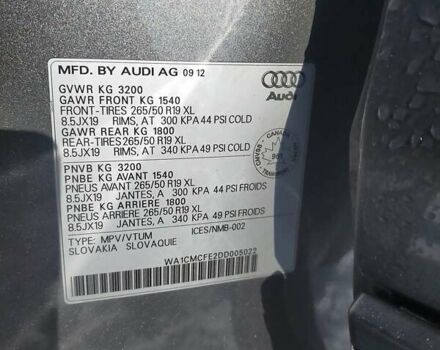 MFD. BY AUDI AG 09 12
GVWR KG 3200
GAWR FRONT KG 1540
FRONT-TIRES 265/50 R19 XL
8.5JX19 RIMS, AT 300 KPA 44 PSI COLD
GAWR REAR KG 1800
REAR-TIRES 265/50 R19 XL
8.5JX19 RIMS, AT 340 KPA 49 PSI COLD
PNVB KG 3200
PNBE KG AVANT 1540
PNEUS AVANT 265/50 R19 XL
8.5JX19 JANTES, A 300 KPA 44 PSI FROIDS
PNBE KG ARRIERE 1800
PNEUS ARRIERE 265/50 R19 XL
8.5JX19 JANTES, A 340 KPA 49 PSI FROIDS
TYPE: MPV/VTUM ICES/NMB-002
SLOVAKIA SLOVAQUIE
WA1CMCFE2DD005022
Audi
CANADA
TRANSPORT